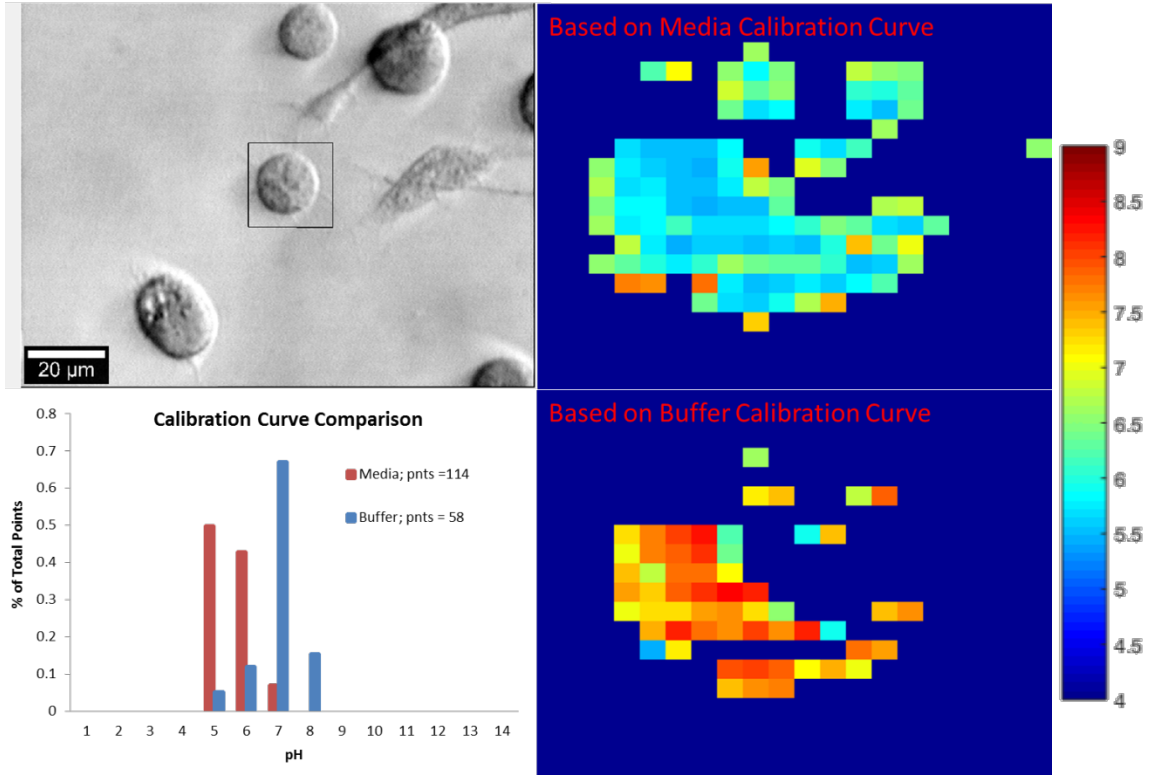 Based on Media Calibration Curve
20 µm
9
8.5
8
7.5
7
6.5
6
5.5
5
4.5
4
Calibration Curve Comparison
% of Total Points
0.8
0.7
0.6
0.5
0.4
0.3
0.2
0.1
0
Media; pnts =114
Buffer; pnts = 58
1 2 3 4 5 6 7 8 9 10 11 12 13 14
pH
Based on Buffer Calibration Curve